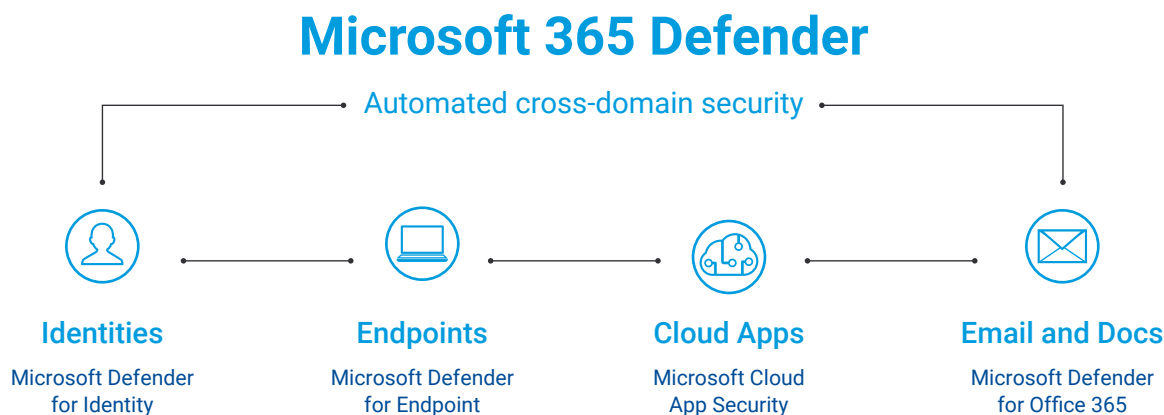 Microsoft 365 Defender
Automated cross-domain security
Identities
Microsoft Defender
for Identity
Endpoints
Microsoft Defender
for Endpoint
Cloud Apps
Microsoft Cloud
App Security
Email and Docs
Microsoft Defender
for Office 365